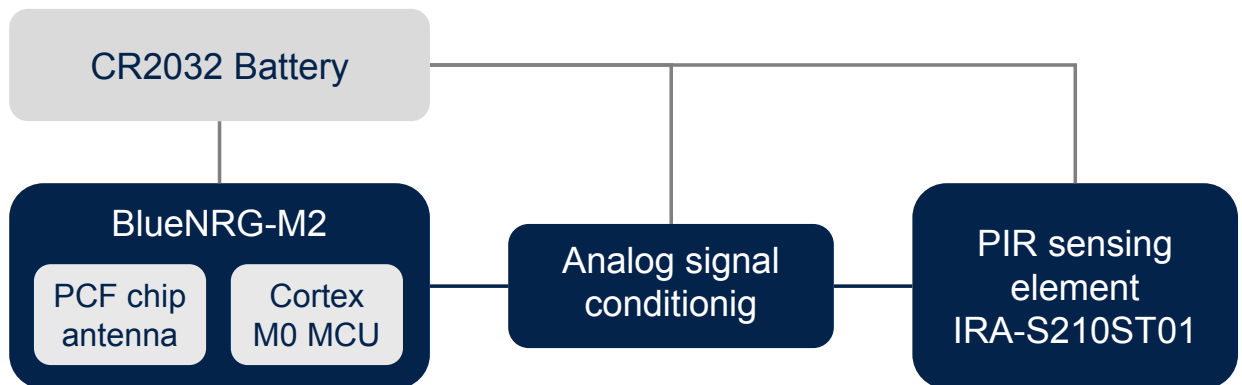 CR2032 Battery
BlueNRG-M2
PCF chip
antenna
Cortex
M0 MCU
Analog signal
conditionig
PIR sensing
element
IRA-S210ST01